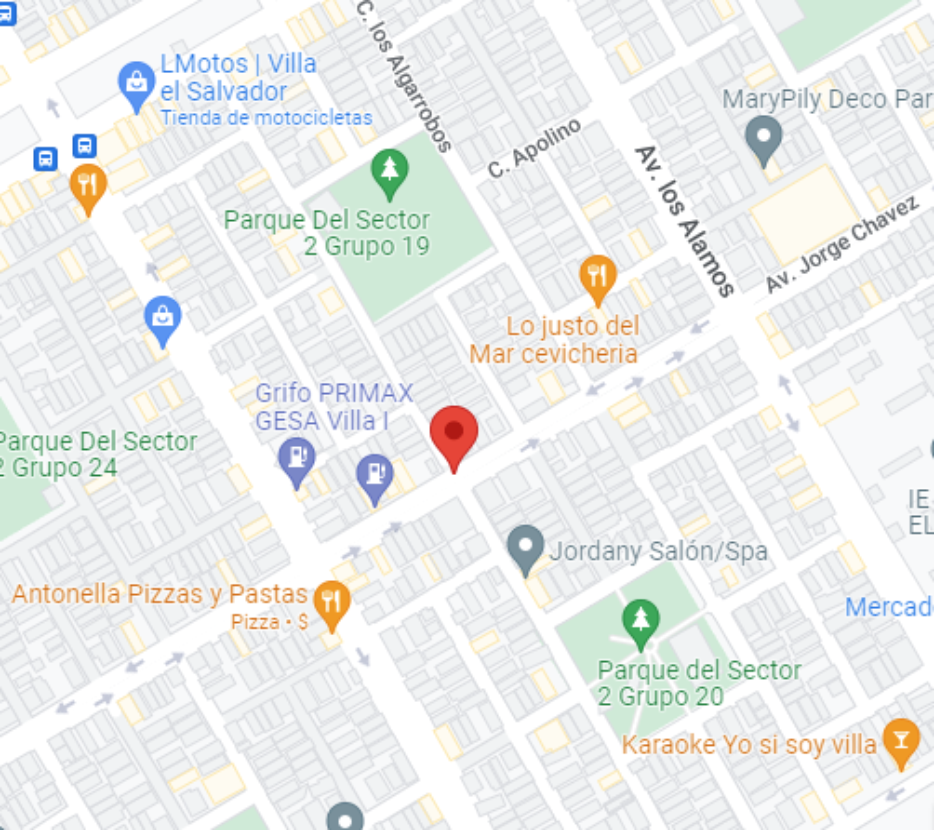 C. los Algarrobos
LMotos | Villa
el Salvador
Tienda de motocicletas
MaryPily Deco Par
C. Apolino
Av. los Alamos
Parque Del Sector
2 Grupo 19
Av. Jorge Chavez
Lo justo del
Mar cevicheria
Grifo PRIMAX
GESA Villa I
Parque Del Sector
2 Grupo 24
IE
EL
Jordany Salón/Spa
Antonella Pizzas y Pastas
Pizza • $
Mercad
Parque del Sector
2 Grupo 20
Karaoke Yo si soy villa